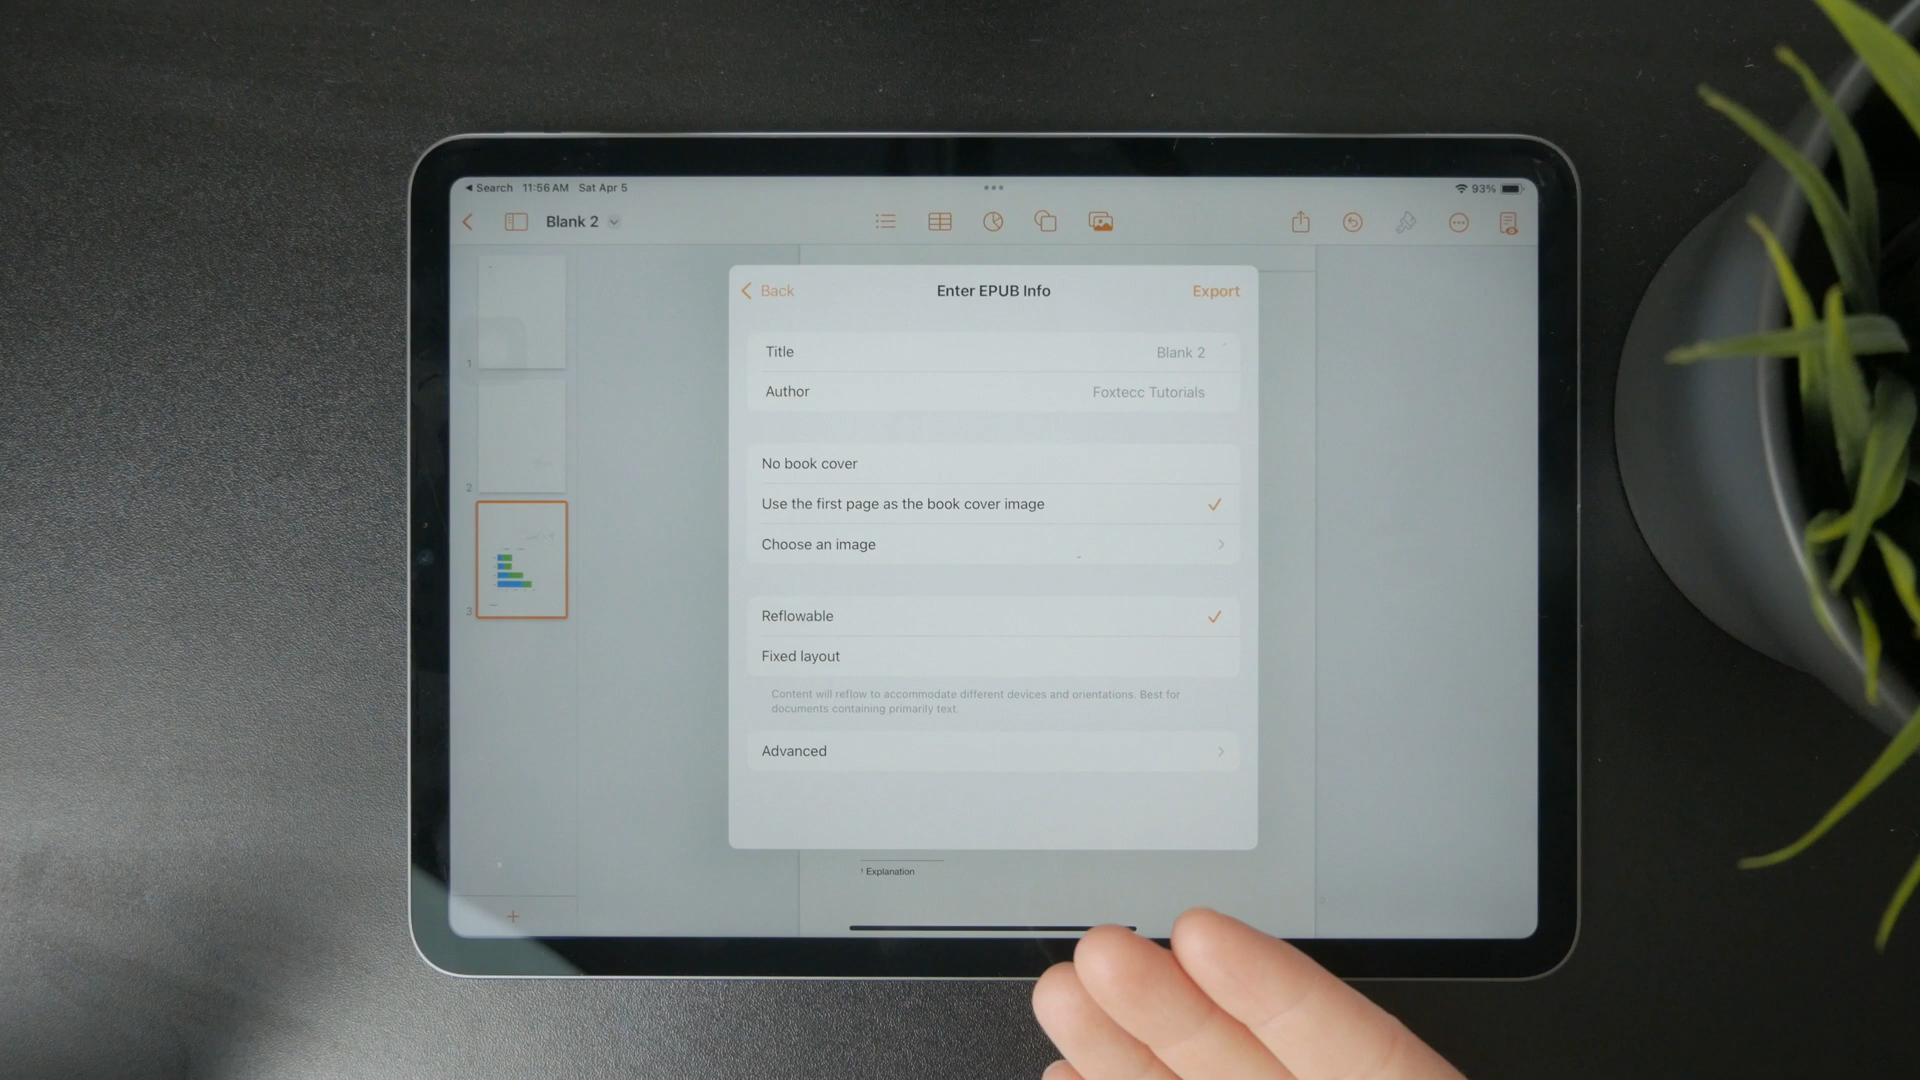 Search 11:56 AM Sat Apr 5
93%
Blank 2
Back Enter EPUB Info Export
Title Blank 2
Author Foxtecc Tutorials
No book cover
Use the first page as the book cover image
Choose an image
Reflowable
Fixed layout
Content will reflow to accommodate different devices and orientations. Best for
documents containing primarily text.
Advanced
1
2
3
1 Explanation